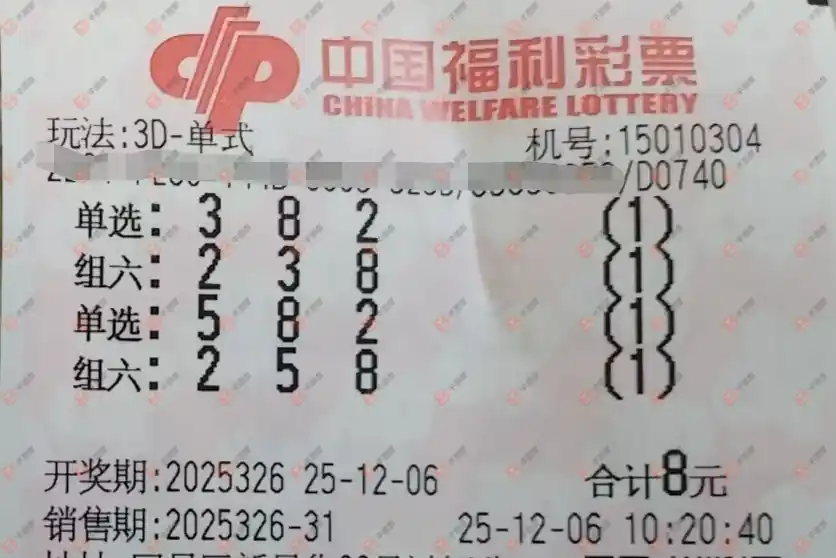 中国福利彩票
CHINA WELFARE LOTTERY
玩法:3D-单式 机号:15010304
/D0740
单选: 3 8 2 (1)
组六: 2 3 8 (1)
单选: 5 8 2 (1)
组六: 2 5 8 (1)
开奖期:2025326 25-12-06 合计8元
销售期:2025326-31 25-12-06 10:20:40